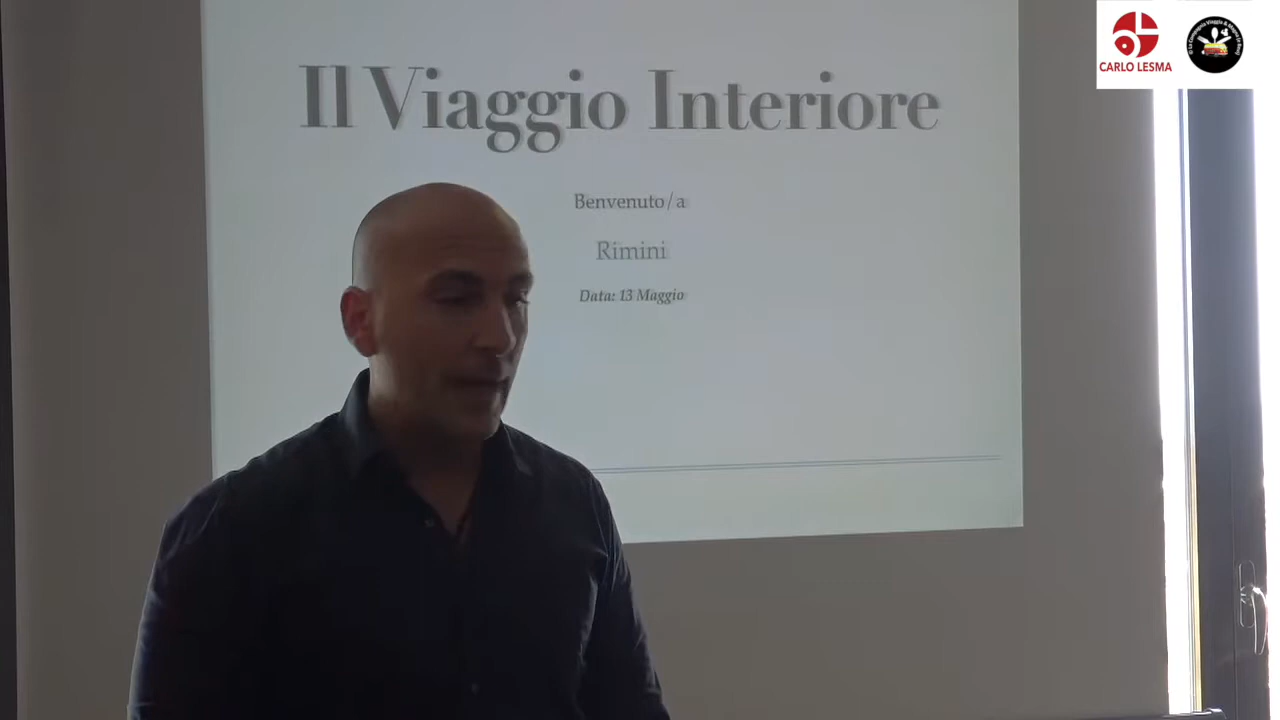 Il Viaggio Interiore
Benvenuto/a
Rimini
Data: 13 Maggio
CARLO LESMA